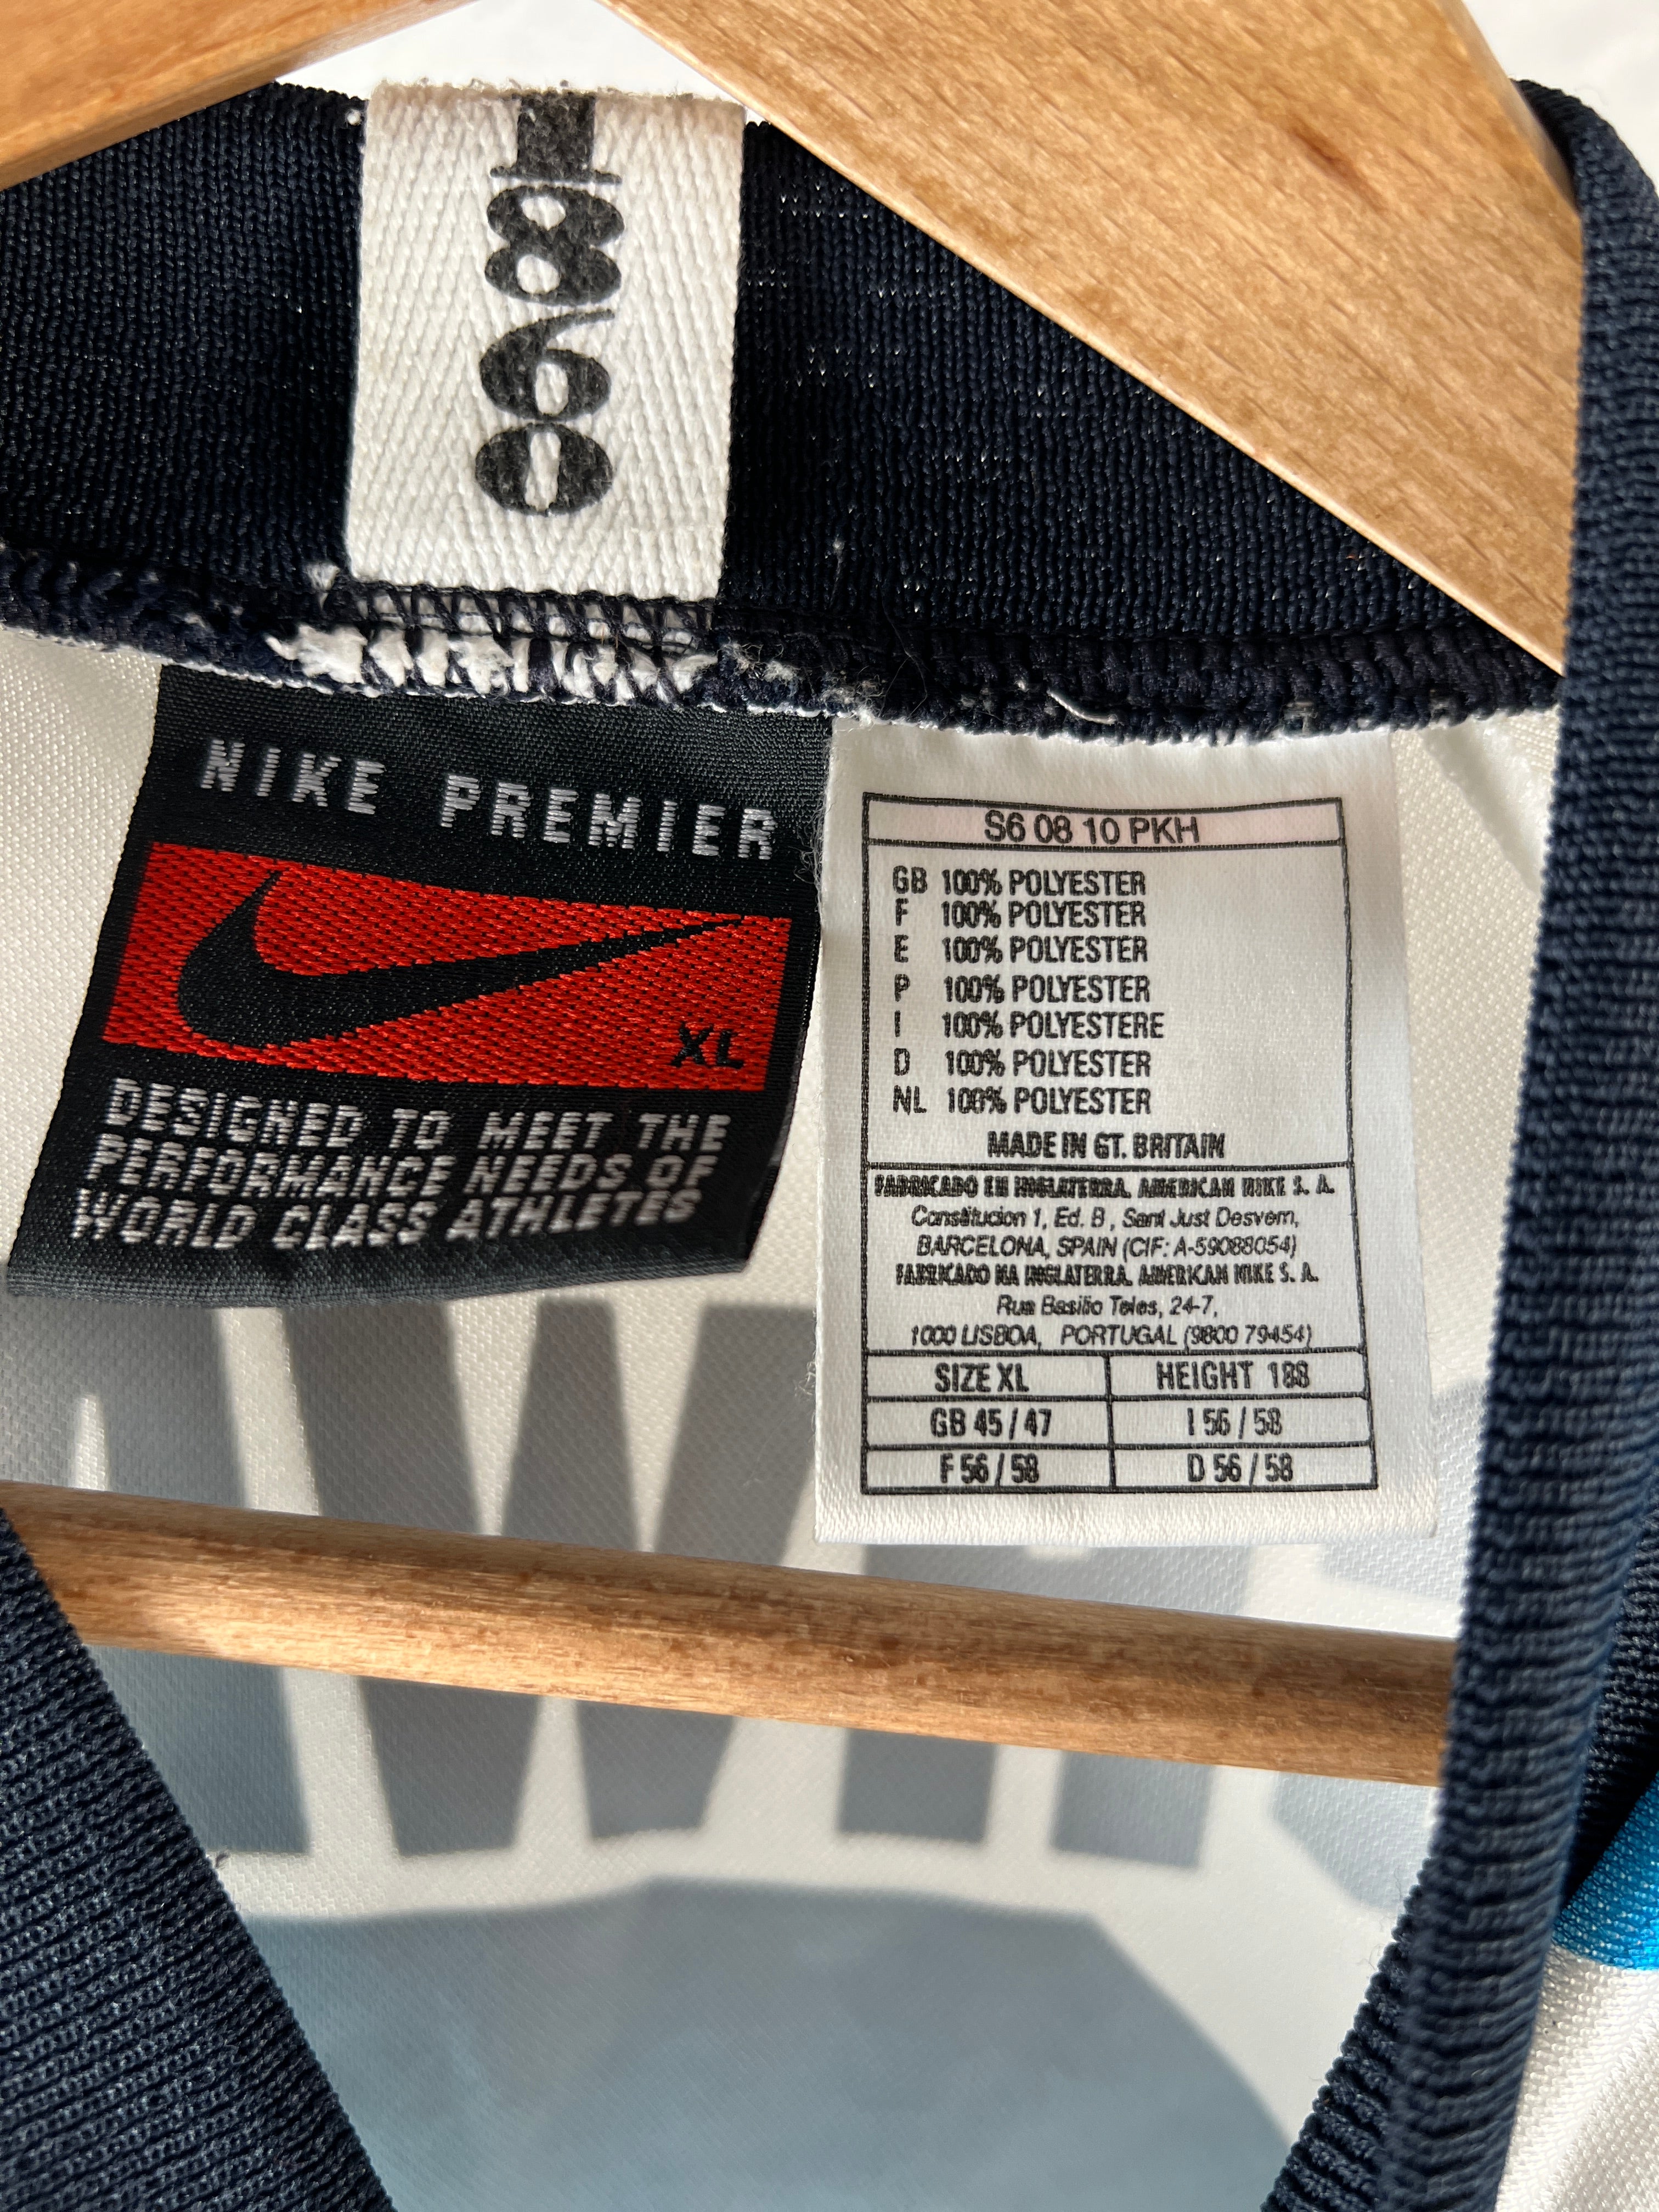 1860
NIKE PREMIER
XL
DESIGNED TO MEET THE
PERFORMANCE NEEDS OF
WORLD CLASS ATHLETES
S6 08 10 PKH
GB 100% POLYESTER
F 100% POLYESTER
E 100% POLYESTER
P 100% POLYESTER
I 100% POLYESTERE
D 100% POLYESTER
NL 100% POLYESTER
MADE IN GT. BRITAIN
FABRICADO EN INGLATERRA. AMERICAN NIKE S. A.
Constitucion 1, Ed. B, Sant Just Desvern,
BARCELONA, SPAIN (CIF: A-59088054)
FABRICADO NA INGLATERRA. AMERICAN NIKE S. A.
Rua Basilio Teles, 24-7,
1000 LISBOA, PORTUGAL (9800 79454)
SIZE XL HEIGHT 188
GB 45 / 47 I 56 / 58
F 56 / 58 D 56 / 58